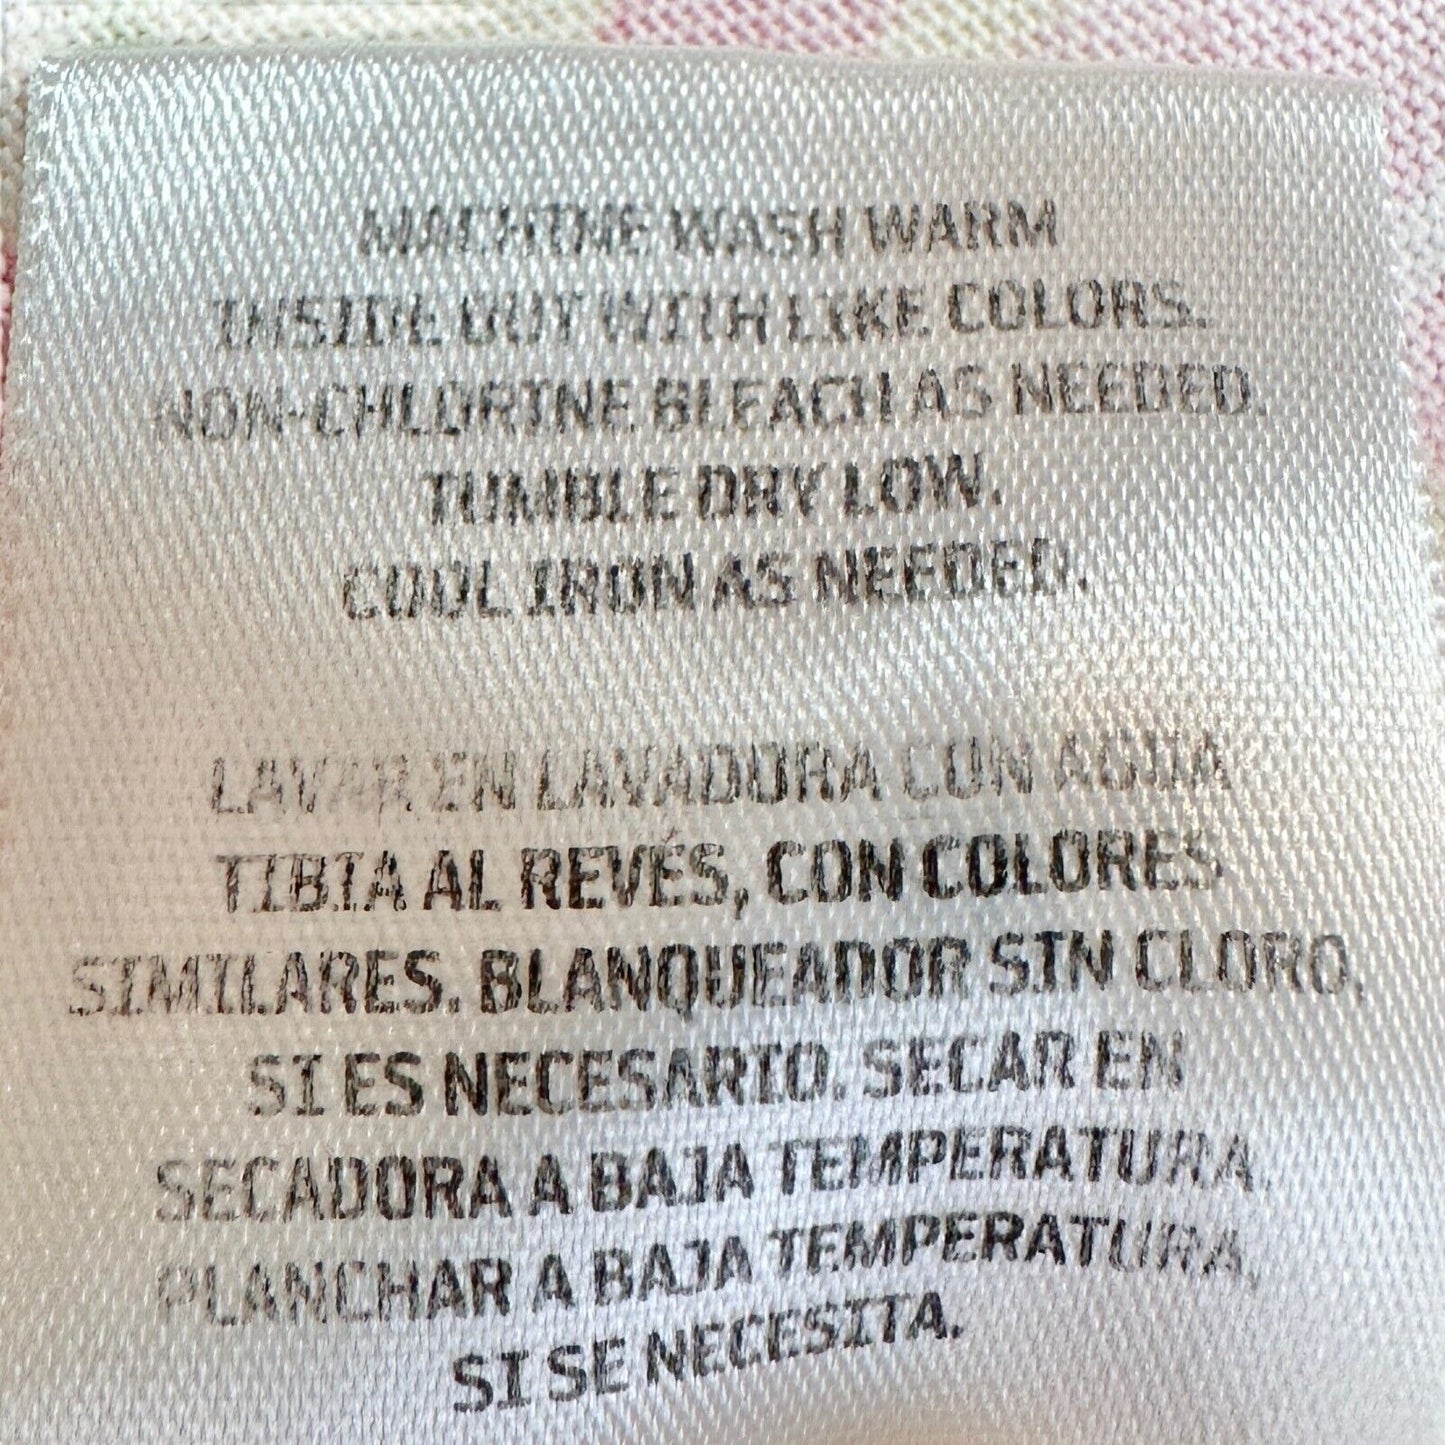 MACHINE WASH WARM
INSIDE OUT WITH LIKE COLORS.
NON-CHLORINE BLEACH AS NEEDED.
TUMBLE DRY LOW.
COOL IRON AS NEEDED.
LAVAR EN LAVADORA CON AGUA
TIBIA AL REVÉS, CON COLORES
SIMILARES. BLANQUEADOR SIN CLORO,
SI ES NECESARIO. SECAR EN
SECADORA A BAJA TEMPERATURA.
PLANCHAR A BAJA TEMPERATURA,
SI SE NECESITA.